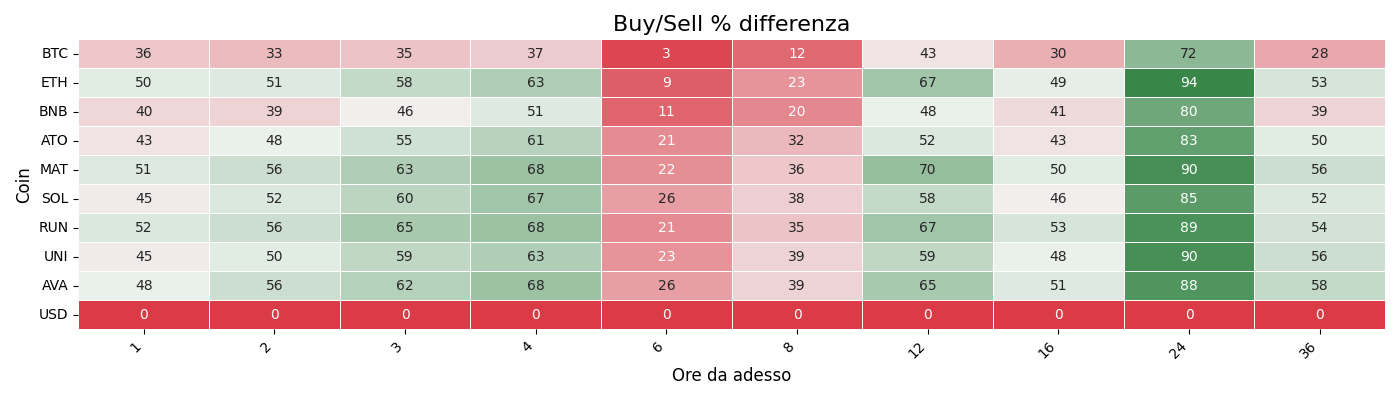 Buy/Sell % differenza
Coin
BTC 36 33 35 37 3 12 43 30 72 28
ETH 50 51 58 63 9 23 67 49 94 53
BNB 40 39 46 51 11 20 48 41 80 39
ATO 43 48 55 61 21 32 52 43 83 50
MAT 51 56 63 68 22 36 70 50 90 56
SOL 45 52 60 67 26 38 58 46 85 52
RUN 52 56 65 68 21 35 67 53 89 54
UNI 45 50 59 63 23 39 59 48 90 56
AVA 48 56 62 68 26 39 65 51 88 58
USD 0 0 0 0 0 0 0 0 0 0
1 2 3 4 6 8 12 16 24 36
Ore da adesso